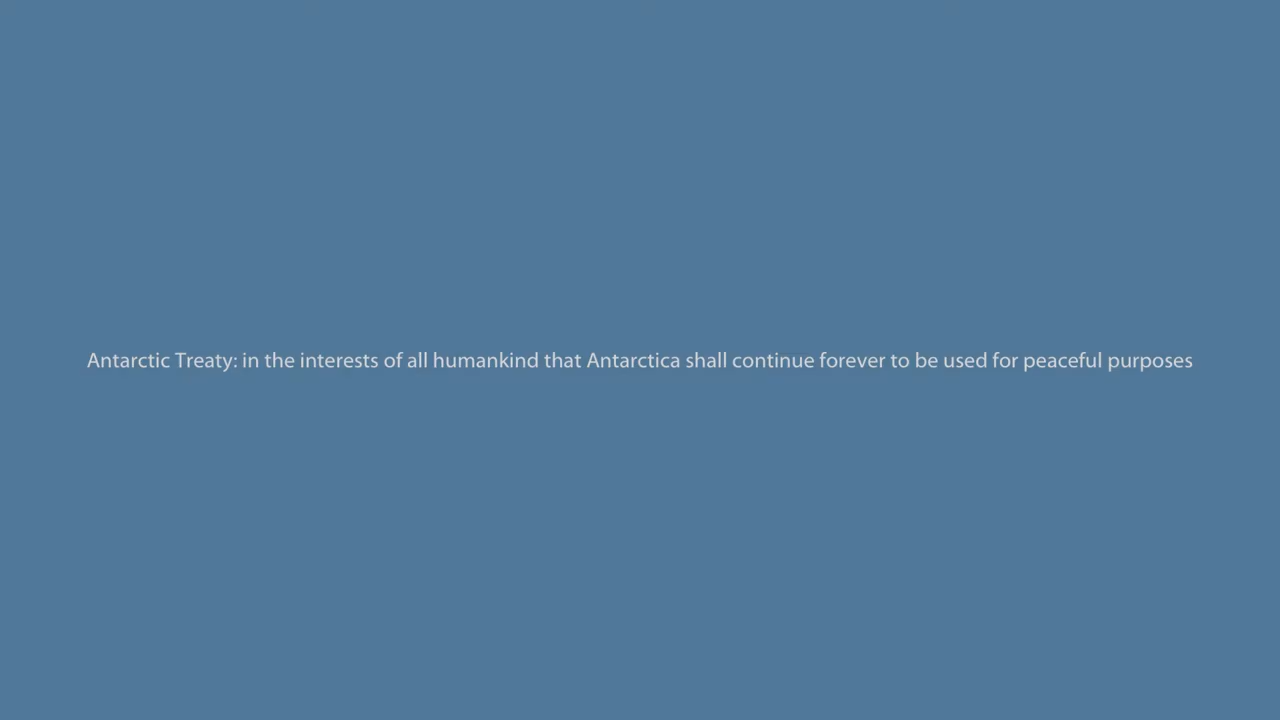 Antarctic Treaty: in the interests of all humankind that Antarctica shall continue forever to be used for peaceful purposes